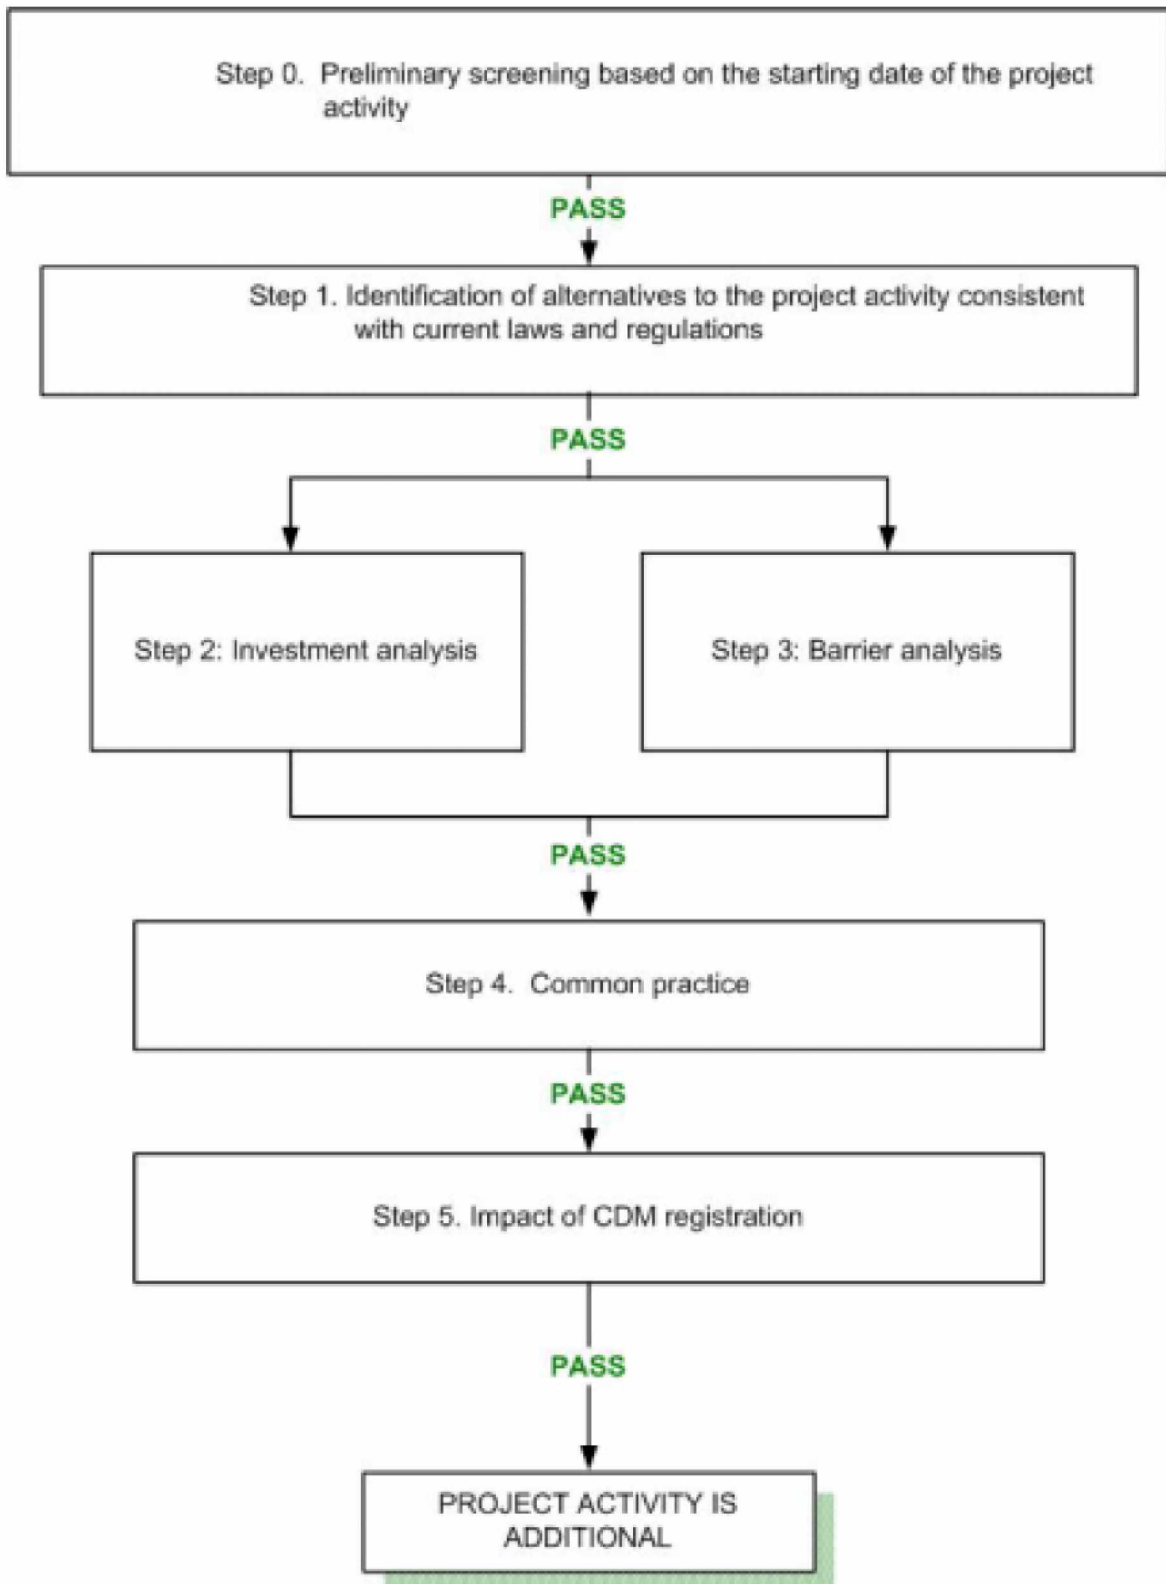 Step 0. Preliminary screening based on the starting date of the project
activity
PASS
Step 1. Identification of alternatives to the project activity consistent
with current laws and regulations
PASS
Step 2: Investment analysis
Step 3: Barrier analysis
PASS
Step 4. Common practice
PASS
Step 5. Impact of CDM registration
PASS
PROJECT ACTIVITY IS
ADDITIONAL